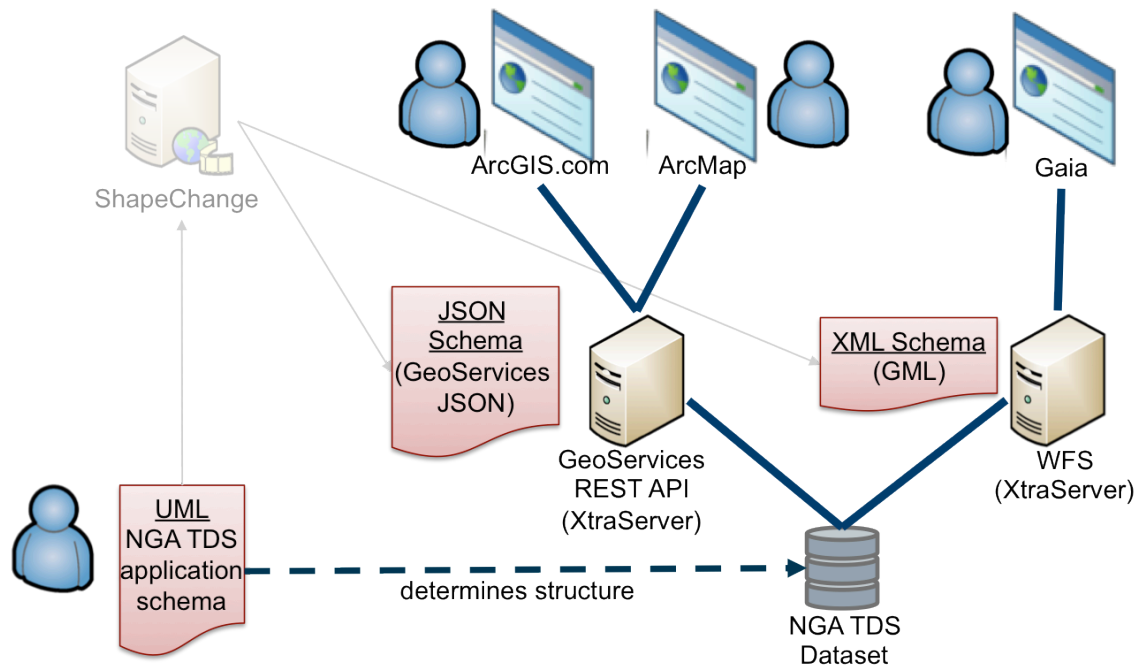 ShapeChange
ArcGIS.com
ArcMap
Gaia
JSON
Schema
(GeoServices
JSON)
XML Schema
(GML)
GeoServices
REST API
(XtraServer)
WFS
(XtraServer)
UML
NGA TDS
application
schema
determines structure
NGA TDS
Dataset